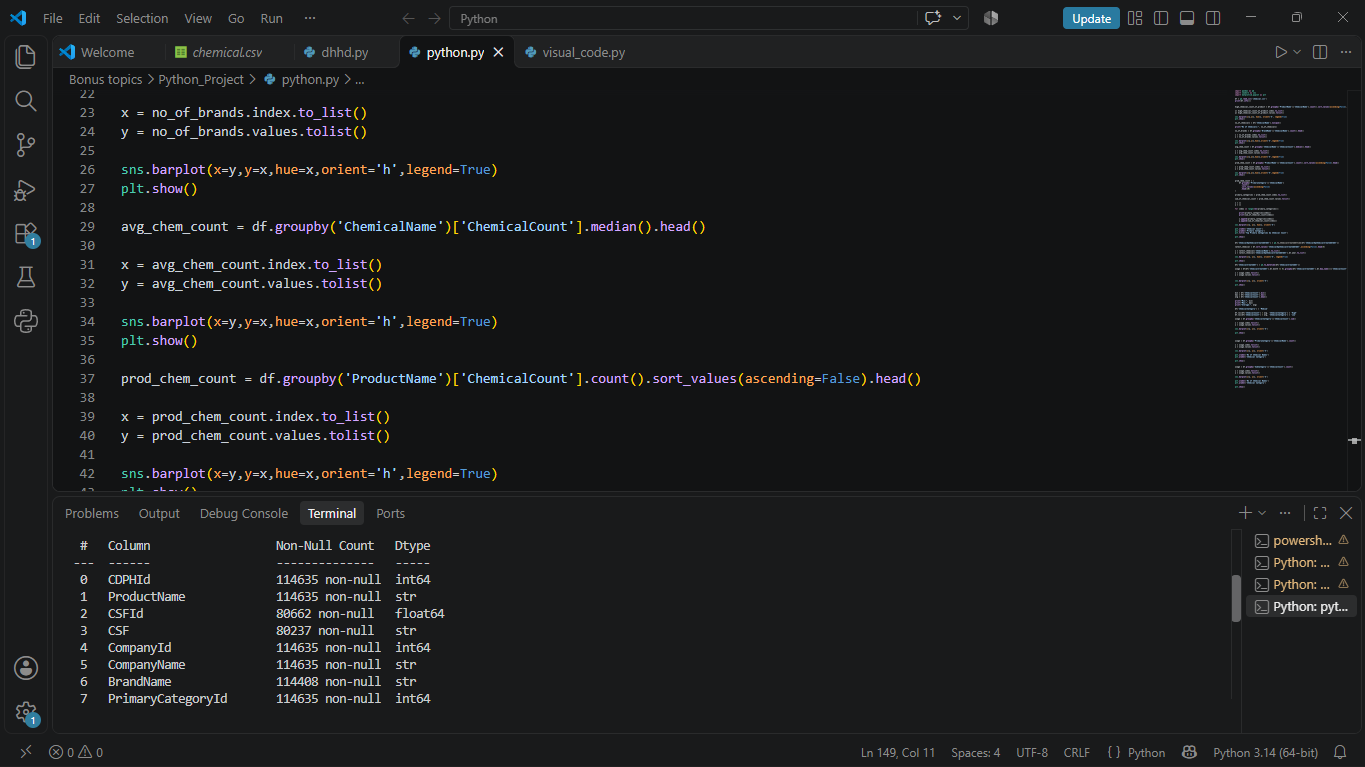 File Edit Selection View Go Run ··· Python Update
Welcome chemical.csv dhhd.py python.py visual_code.py
Bonus topics > Python_Project > python.py > ...
22
23 x = no_of_brands.index.to_list()
24 y = no_of_brands.values.tolist()
25
26 sns.barplot(x=y,y=x,hue=x,orient='h',legend=True)
27 plt.show()
28
29 avg_chem_count = df.groupby('ChemicalName')['ChemicalCount'].median().head()
30
31 x = avg_chem_count.index.to_list()
32 y = avg_chem_count.values.tolist()
33
34 sns.barplot(x=y,y=x,hue=x,orient='h',legend=True)
35 plt.show()
36
37 prod_chem_count = df.groupby('ProductName')['ChemicalCount'].count().sort_values(ascending=False).head()
38
39 x = prod_chem_count.index.to_list()
40 y = prod_chem_count.values.tolist()
41
42 sns.barplot(x=y,y=x,hue=x,orient='h',legend=True)
43 plt.show()
Problems Output Debug Console Terminal Ports
# Column Non-Null Count Dtype
--- ------ -------------- -----
0 CDPHId 114635 non-null int64
1 ProductName 114635 non-null str
2 CSFId 80662 non-null float64
3 CSF 80237 non-null str
4 CompanyId 114635 non-null int64
5 CompanyName 114635 non-null str
6 BrandName 114408 non-null str
7 PrimaryCategoryId 114635 non-null int64
powersh...
Python: ...
Python: ...
Python: pyt...
1
1
0 0 Ln 149, Col 11 Spaces: 4 UTF-8 CRLF {} Python Python 3.14 (64-bit)